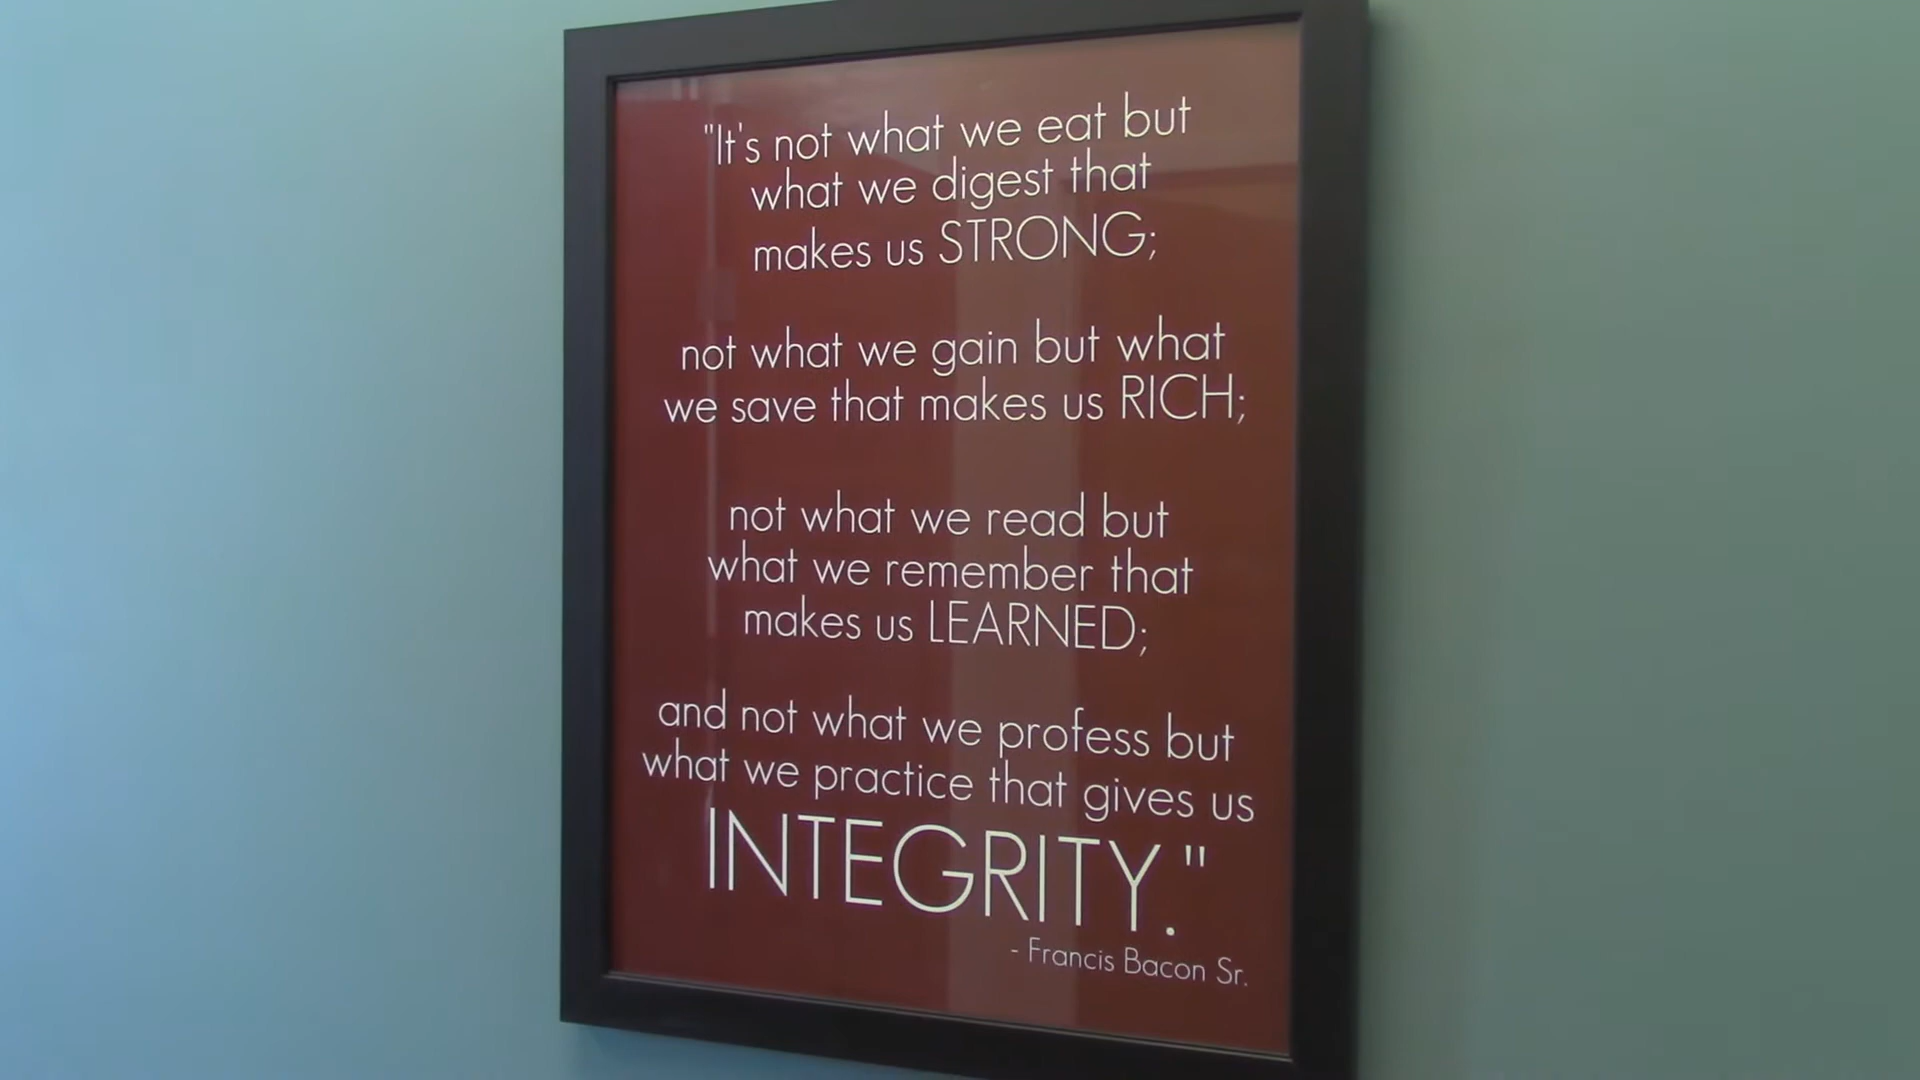 "It's not what we eat but
what we digest that
makes us STRONG;
not what we gain but what
we save that makes us RICH;
not what we read but
what we remember that
makes us LEARNED;
and not what we profess but
what we practice that gives us
INTEGRITY."
- Francis Bacon Sr.